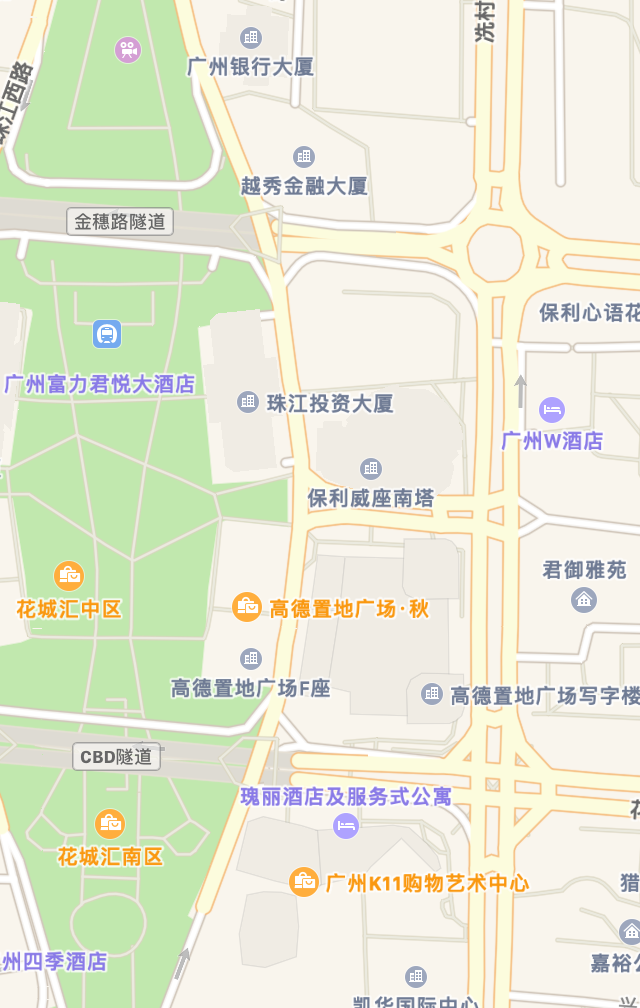 冼村
广州银行大厦
珠江西路
越秀金融大厦
金穗路隧道
保利心语花
广州富力君悦大酒店
珠江投资大厦
广州W酒店
保利威座南塔
君御雅苑
花城汇中区
高德置地广场·秋
高德置地广场F座
高德置地广场写字楼
CBD隧道
瑰丽酒店及服务式公寓
花
花城汇南区
广州K11购物艺术中心
猎
州四季酒店
嘉裕公
凯华国际中心
兴